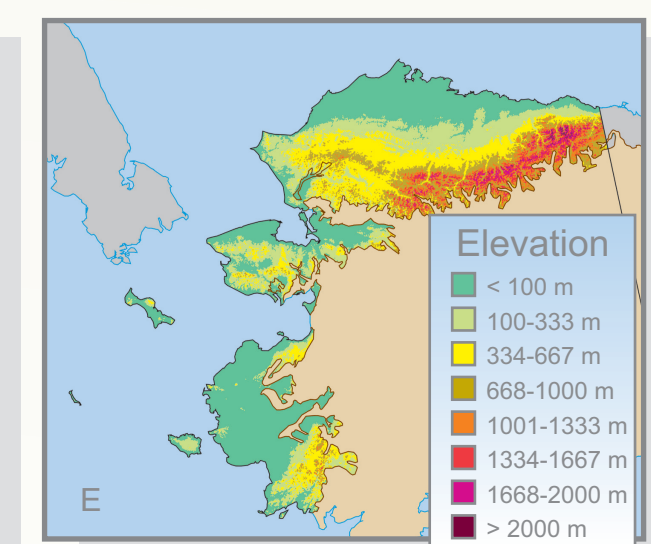 Elevation
< 100 m
100-333 m
334-667 m
668-1000 m
1001-1333 m
1334-1667 m
1668-2000 m
> 2000 m
E